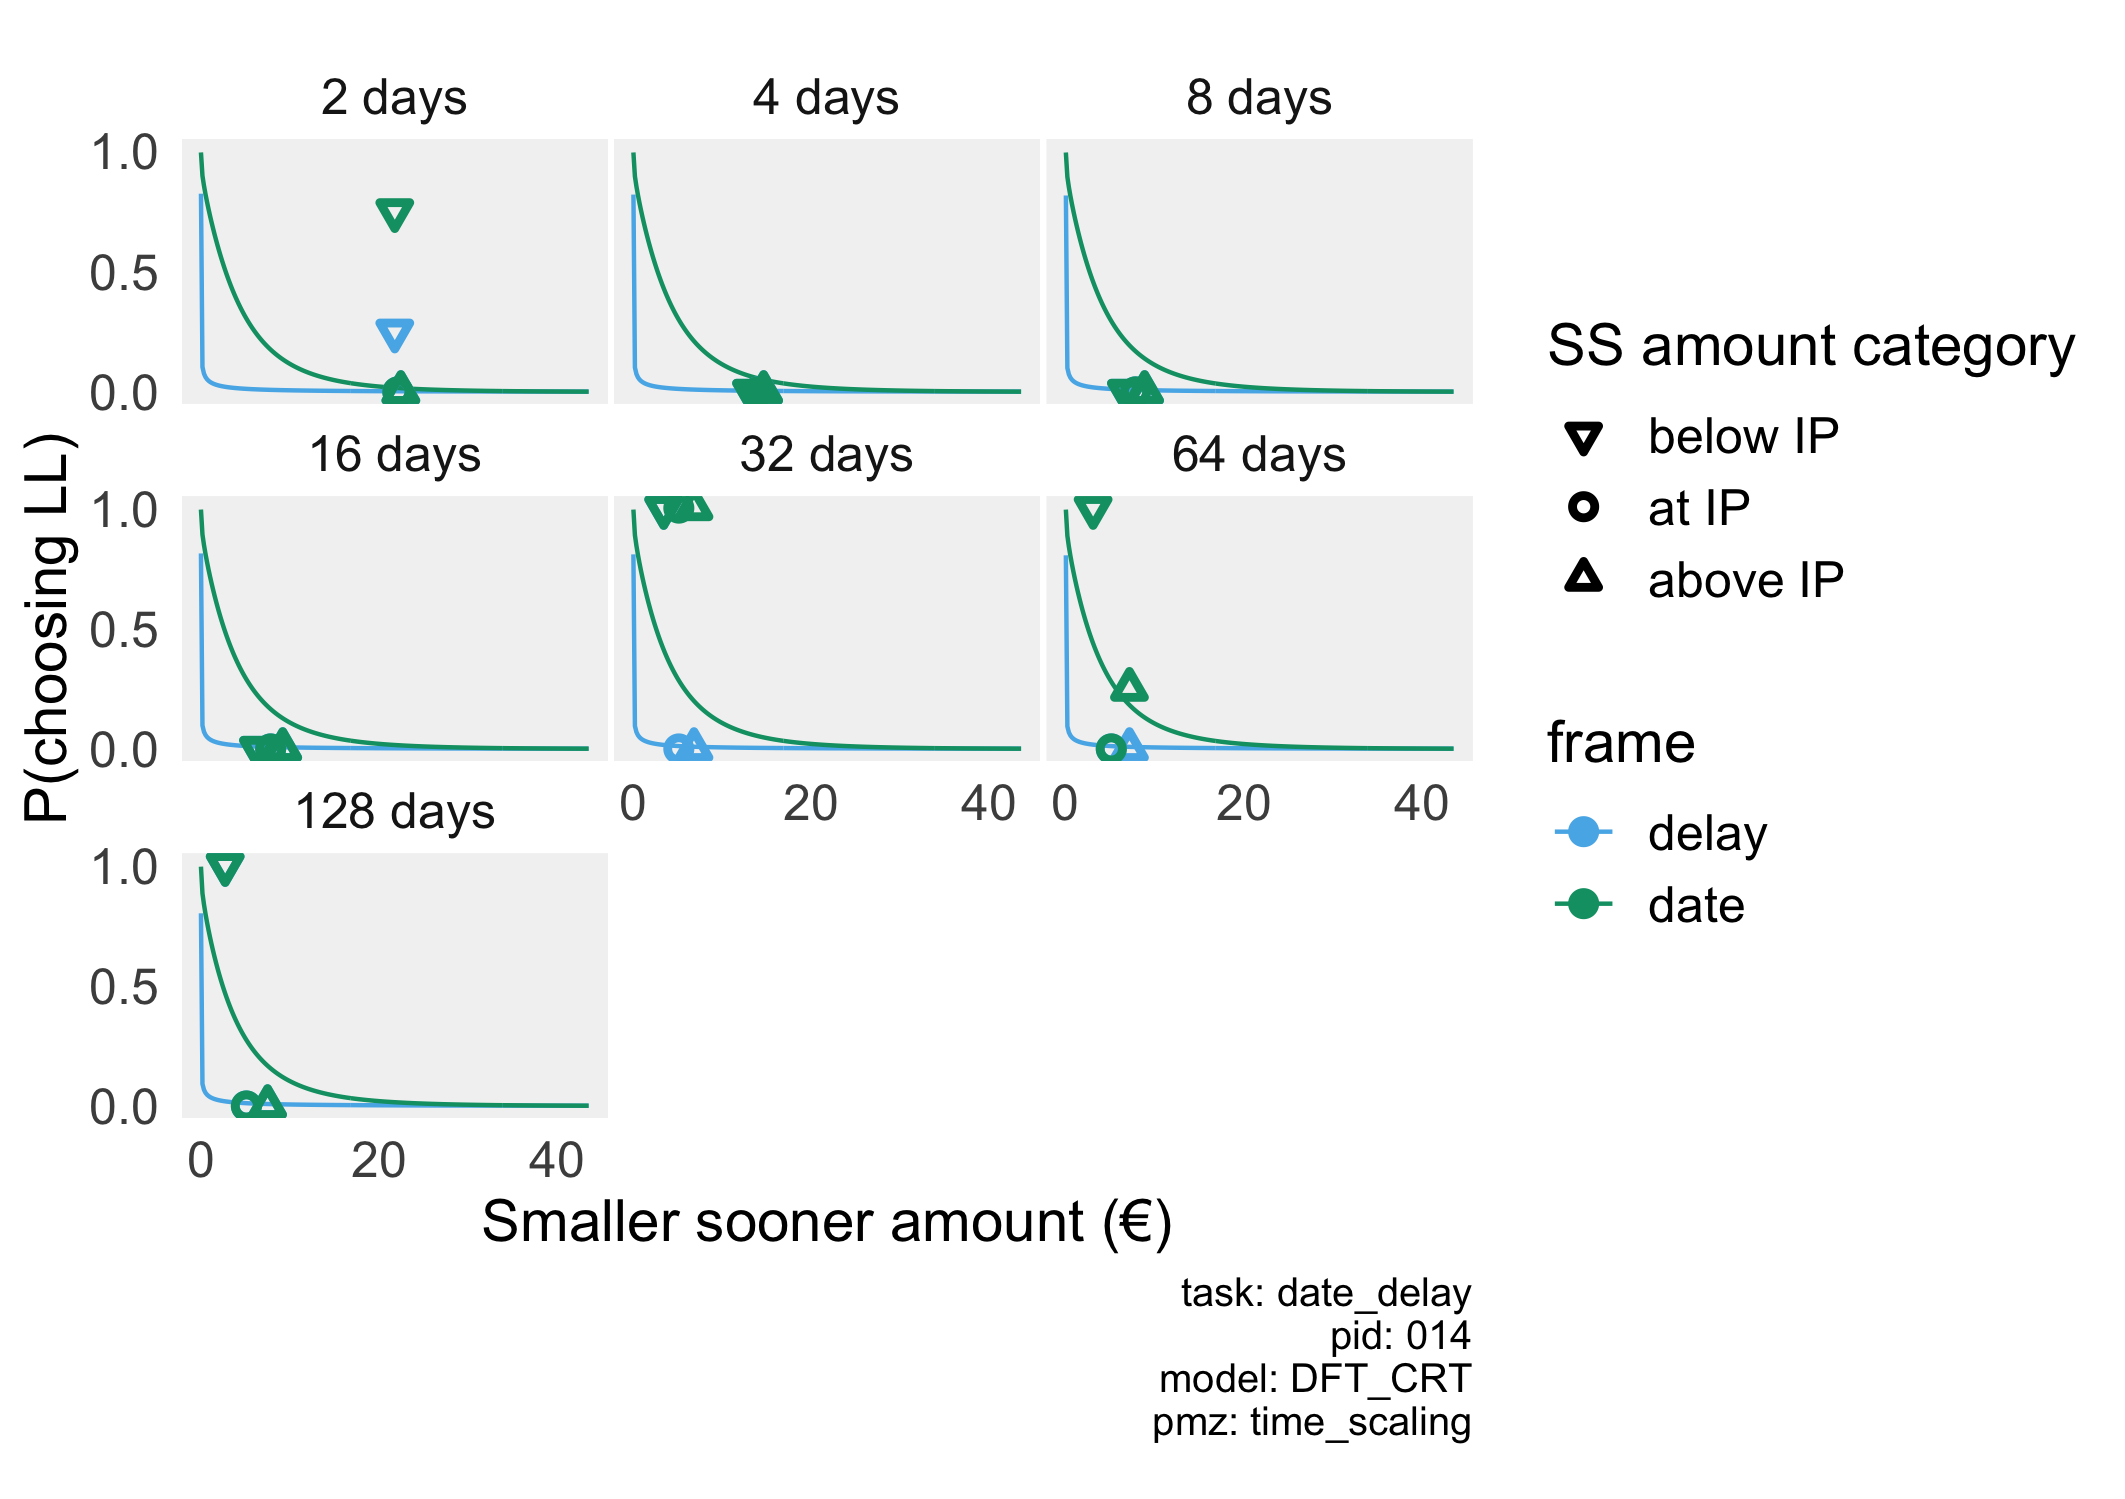 2 days
4 days
8 days
1.0
0.5
0.0
16 days
32 days
64 days
1.0
0.5
0.0
0
20
40
0
20
40
128 days
1.0
0.5
0.0
0
20
40
P(choosing LL)
Smaller sooner amount (€)
SS amount category
below IP
at IP
above IP
frame
delay
date
task: date_delay
pid: 014
model: DFT_CRT
pmz: time_scaling